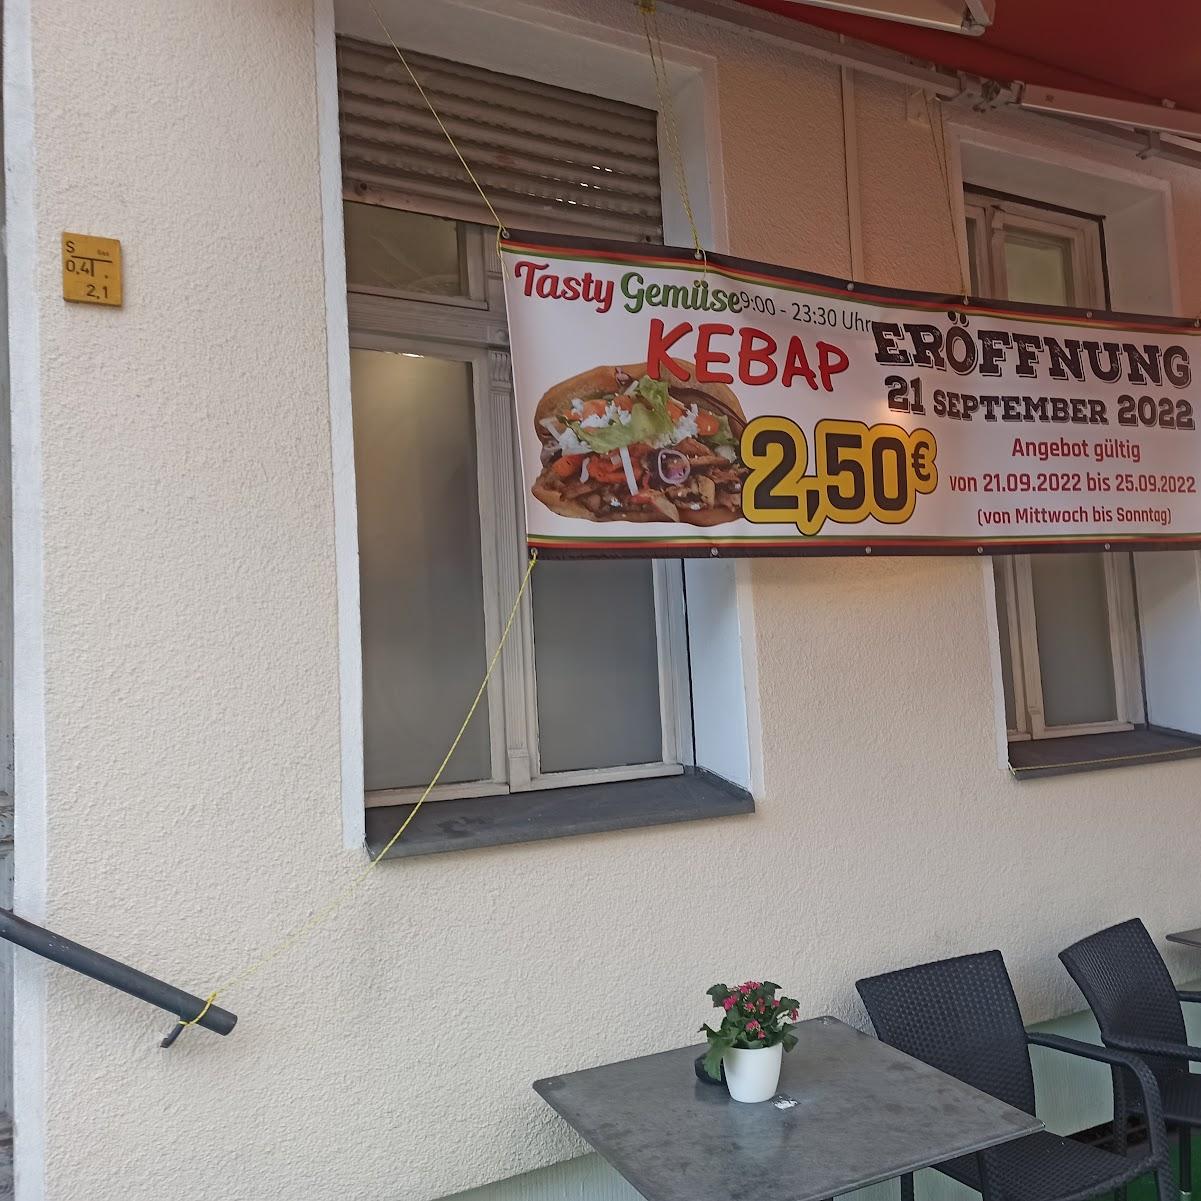 S Gas
0,4
2,1
Tasty Gemüse
9:00 - 23:30 Uhr
KEBAP
2,50€
ERÖFFNUNG
21 SEPTEMBER 2022
Angebot gültig
von 21.09.2022 bis 25.09.2022
(von Mittwoch bis Sonntag)